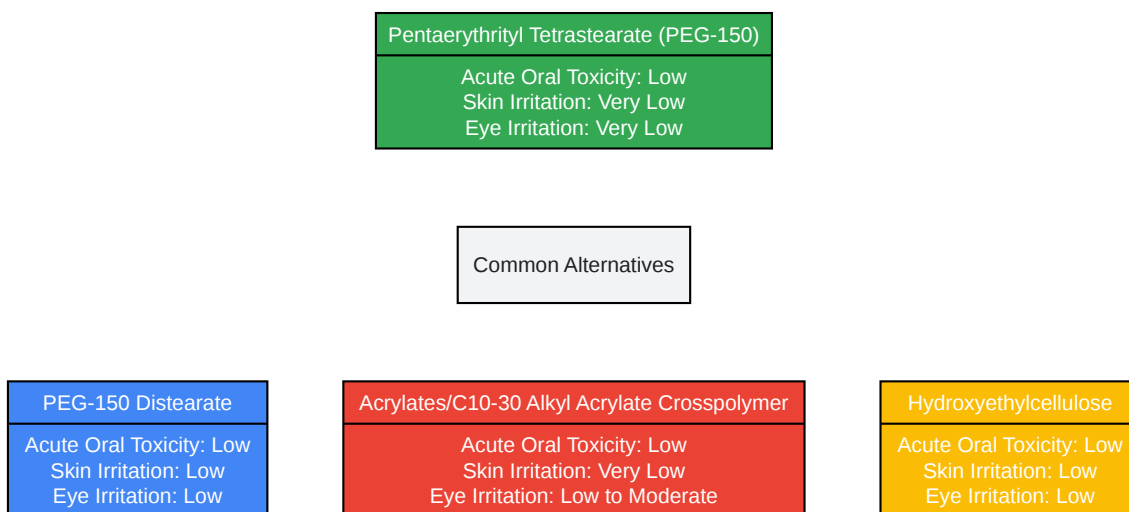 Pentaerythrityl Tetrastearate (PEG-150)
Acute Oral Toxicity: Low
Skin Irritation: Very Low
Eye Irritation: Very Low
Common Alternatives
PEG-150 Distearate
Acute Oral Toxicity: Low
Skin Irritation: Low
Eye Irritation: Low
Acrylates/C10-30 Alkyl Acrylate Crosspolymer
Acute Oral Toxicity: Low
Skin Irritation: Very Low
Eye Irritation: Low to Moderate
Hydroxyethylcellulose
Acute Oral Toxicity: Low
Skin Irritation: Low
Eye Irritation: Low